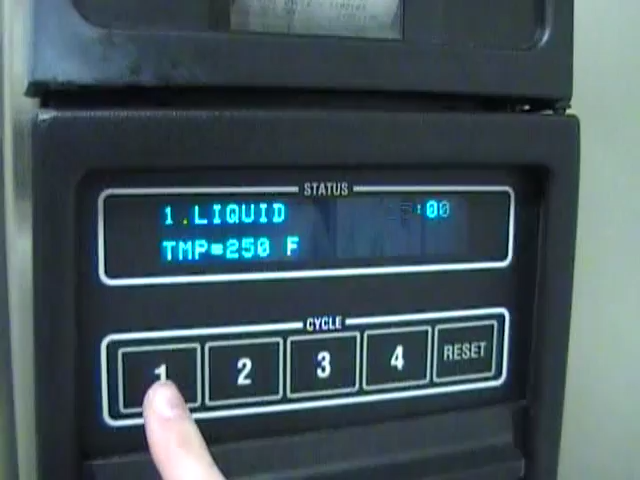 STATUS
1.LIQUID
TMP=250 F
CYCLE
1 2 3 4 RESET